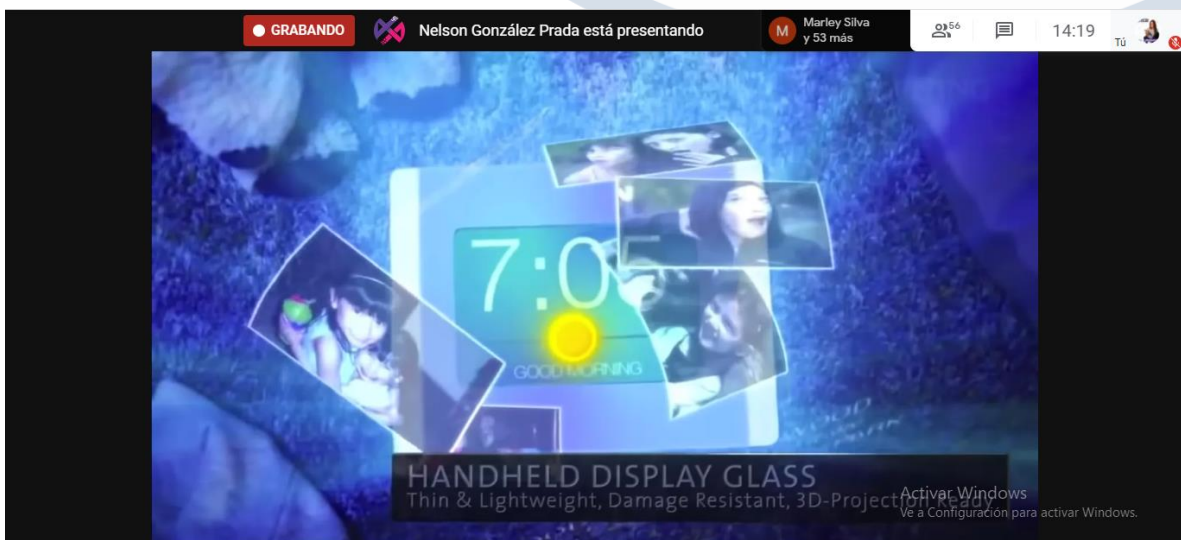 GRABANDO
Nelson González Prada está presentando
M
Marley Silva
y 53 más
56
14:19
Tú
7:05
GOOD MORNING
HANDHELD DISPLAY GLASS
Thin & Lightweight, Damage Resistant, 3D-Projection Ready
Activar Windows
Ve a Configuración para activar Windows.